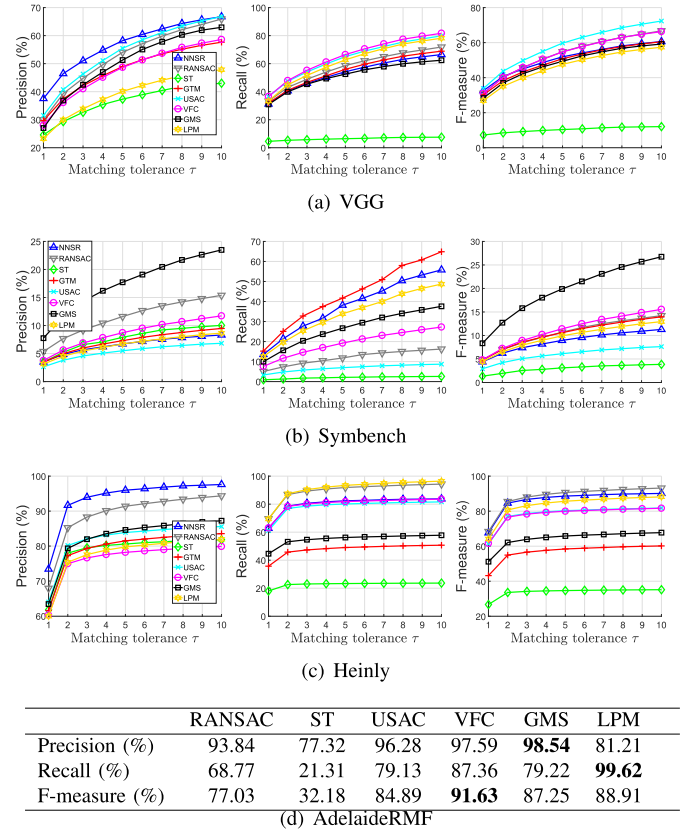 Precision (%)
70
60
50
40
30
20
1 2 3 4 5 6 7 8 9 10
Matching tolerance τ
NNSR
RANSAC
ST
GTM
USAC
VFC
GMS
LPM
Recall (%)
100
80
60
40
20
0
1 2 3 4 5 6 7 8 9 10
Matching tolerance τ
F-measure (%)
80
60
40
20
0
1 2 3 4 5 6 7 8 9 10
Matching tolerance τ
(a) VGG
Precision (%)
25
20
15
10
5
0
1 2 3 4 5 6 7 8 9 10
Matching tolerance τ
NNSR
RANSAC
ST
GTM
USAC
VFC
GMS
LPM
Recall (%)
70
60
50
40
30
20
10
0
1 2 3 4 5 6 7 8 9 10
Matching tolerance τ
F-measure (%)
30
25
20
15
10
5
0
1 2 3 4 5 6 7 8 9 10
Matching tolerance τ
(b) Symbench
Precision (%)
100
90
80
70
60
1 2 3 4 5 6 7 8 9 10
Matching tolerance τ
NNSR
RANSAC
ST
GTM
USAC
VFC
GMS
LPM
Recall (%)
100
80
60
40
20
0
1 2 3 4 5 6 7 8 9 10
Matching tolerance τ
F-measure (%)
100
80
60
40
20
1 2 3 4 5 6 7 8 9 10
Matching tolerance τ
(c) Heinly
RANSAC ST USAC VFC GMS LPM
Precision (%) 93.84 77.32 96.28 97.59 98.54 81.21
Recall (%) 68.77 21.31 79.13 87.36 79.22 99.62
F-measure (%) 77.03 32.18 84.89 91.63 87.25 88.91
(d) AdelaideRMF